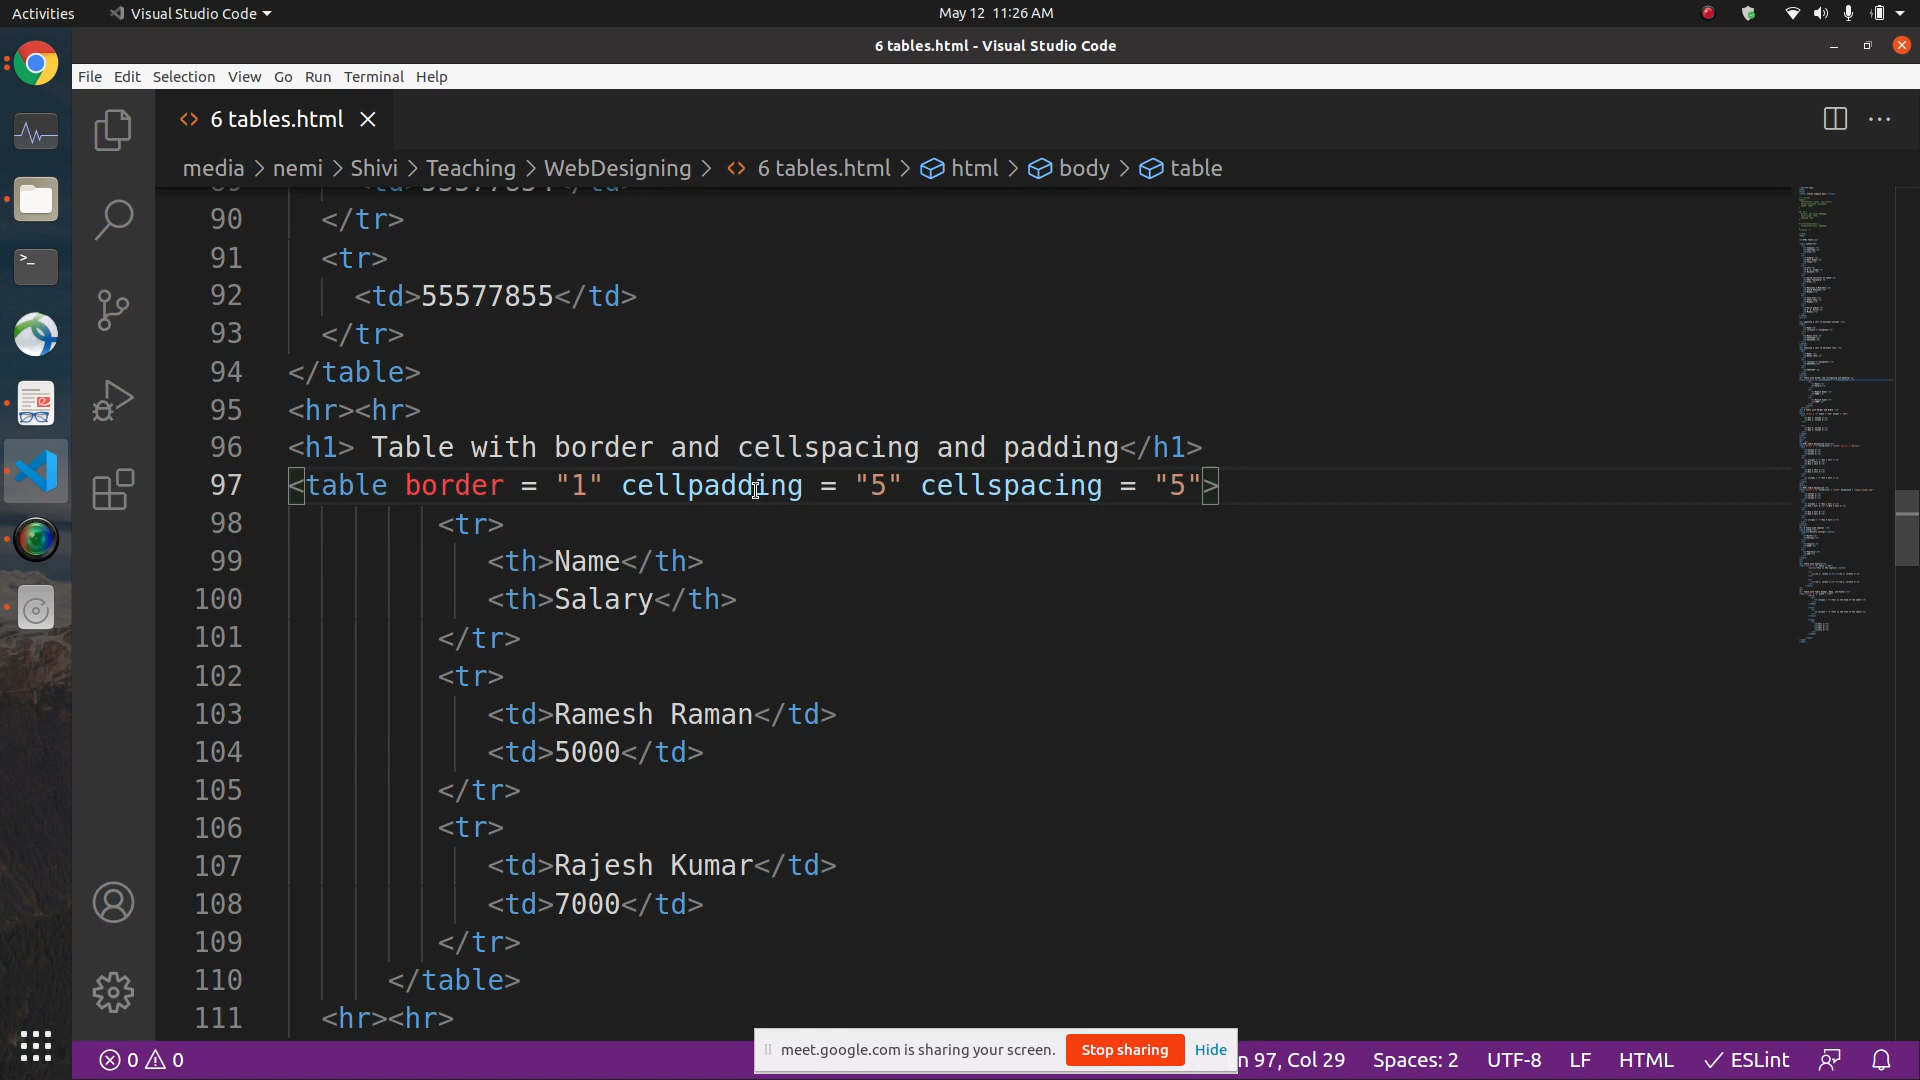 Activities
Visual Studio Code
May 12 11:26 AM
6 tables.html - Visual Studio Code
File Edit Selection View Go Run Terminal Help
<> 6 tables.html
media > nemi > Shivi > Teaching > WebDesigning > <> 6 tables.html > html > body > table
90 </tr>
91 <tr>
92 <td>55577855</td>
93 </tr>
94 </table>
95 <hr><hr>
96 <h1> Table with border and cellspacing and padding</h1>
97 <table border = "1" cellpadding = "5" cellspacing = "5">
98 <tr>
99 <th>Name</th>
100 <th>Salary</th>
101 </tr>
102 <tr>
103 <td>Ramesh Raman</td>
104 <td>5000</td>
105 </tr>
106 <tr>
107 <td>Rajesh Kumar</td>
108 <td>7000</td>
109 </tr>
110 </table>
111 <hr><hr>
meet.google.com is sharing your screen. Stop sharing Hide
0 0 n 97, Col 29 Spaces: 2 UTF-8 LF HTML ESLint